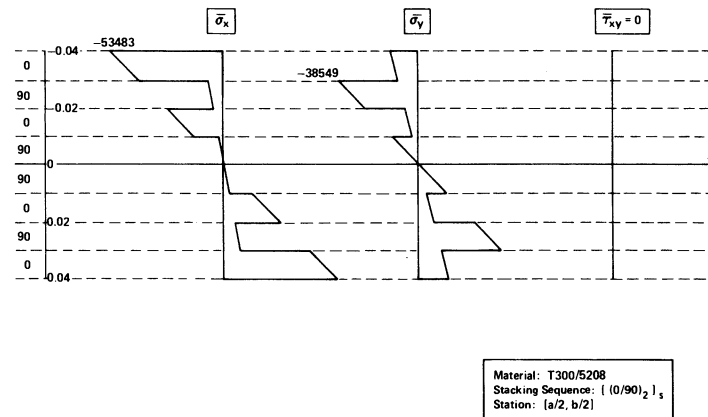 σ̄x
σ̄y
τ̄xy = 0
−0.04
−53483
0
−38549
90
−0.02
0
90
0
90
0
−0.02
90
0
−0.04
Material: T300/5208
Stacking Sequence: [ (0/90)2 ]s
Station: [a/2, b/2]